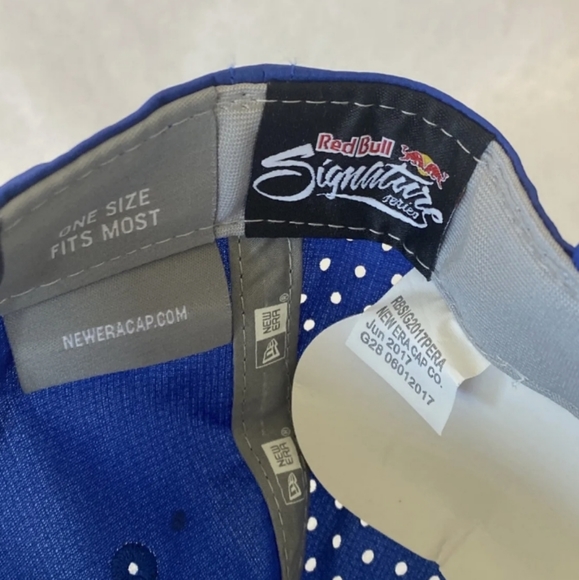 ONE SIZE
FITS MOST
NEWERACAP.COM
Red Bull
Signature
series
NEW
ERA
®
NEW
ERA
®
RBSIG2017PERA
NEW ERA CAP CO.
Jun 2017
G28 06012017